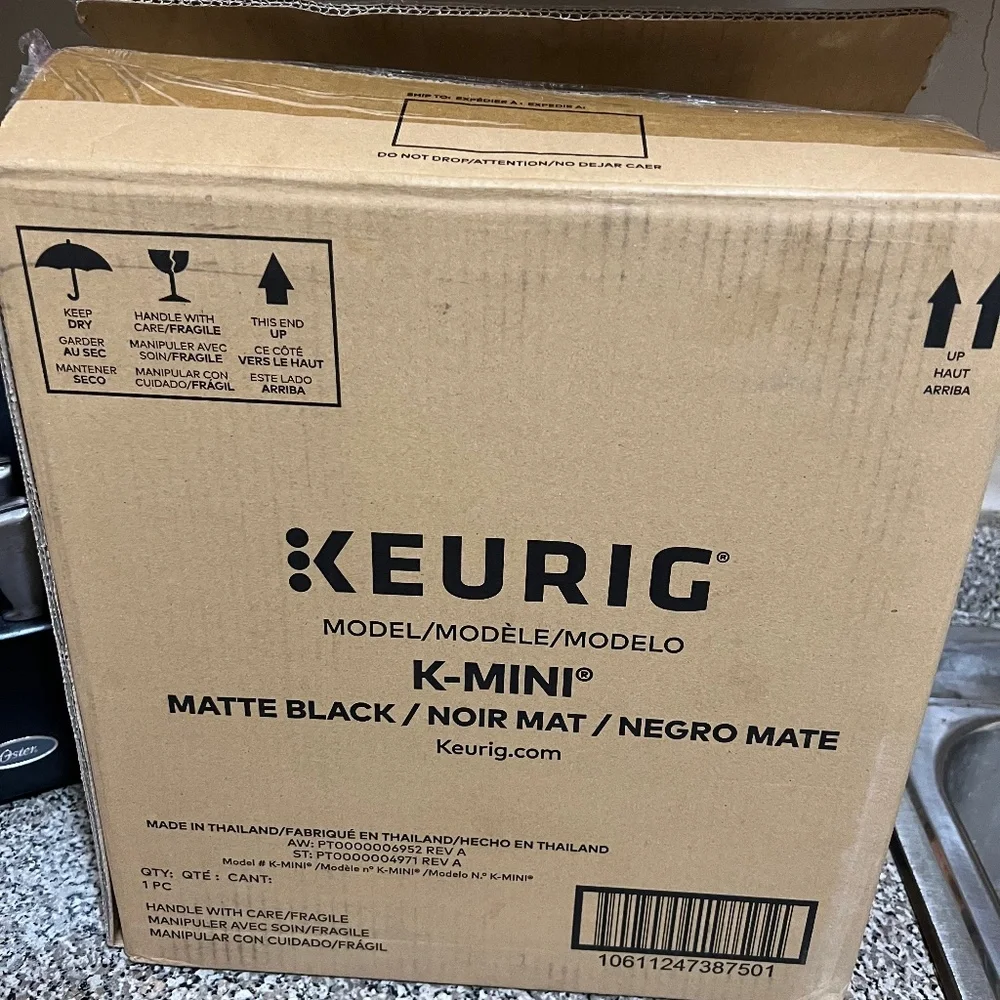 SHIP TO: EXPÉDIER À • EXPEDIR A:
DO NOT DROP/ATTENTION/NO DEJAR CAER
KEEP
DRY
GARDER
AU SEC
MANTENER
SECO
HANDLE WITH
CARE/FRAGILE
MANIPULER AVEC
SOIN/FRAGILE
MANIPULAR CON
CUIDADO/FRÁGIL
THIS END
UP
CE CÔTÉ
VERS LE HAUT
ESTE LADO
ARRIBA
UP
HAUT
ARRIBA
KEURIG®
MODEL/MODÈLE/MODELO
K-MINI®
MATTE BLACK / NOIR MAT / NEGRO MATE
Keurig.com
Oster
MADE IN THAILAND/FABRIQUÉ EN THAILAND/HECHO EN THAILAND
AW: PT0000006952 REV A
ST: PT0000004971 REV A
Model # K-MINI® /Modèle n° K-MINI® /Modelo N.° K-MINI®
QTY: QTÉ : CANT:
1 PC
HANDLE WITH CARE/FRAGILE
MANIPULER AVEC SOIN/FRAGILE
MANIPULAR CON CUIDADO/FRÁGIL
10611247387501